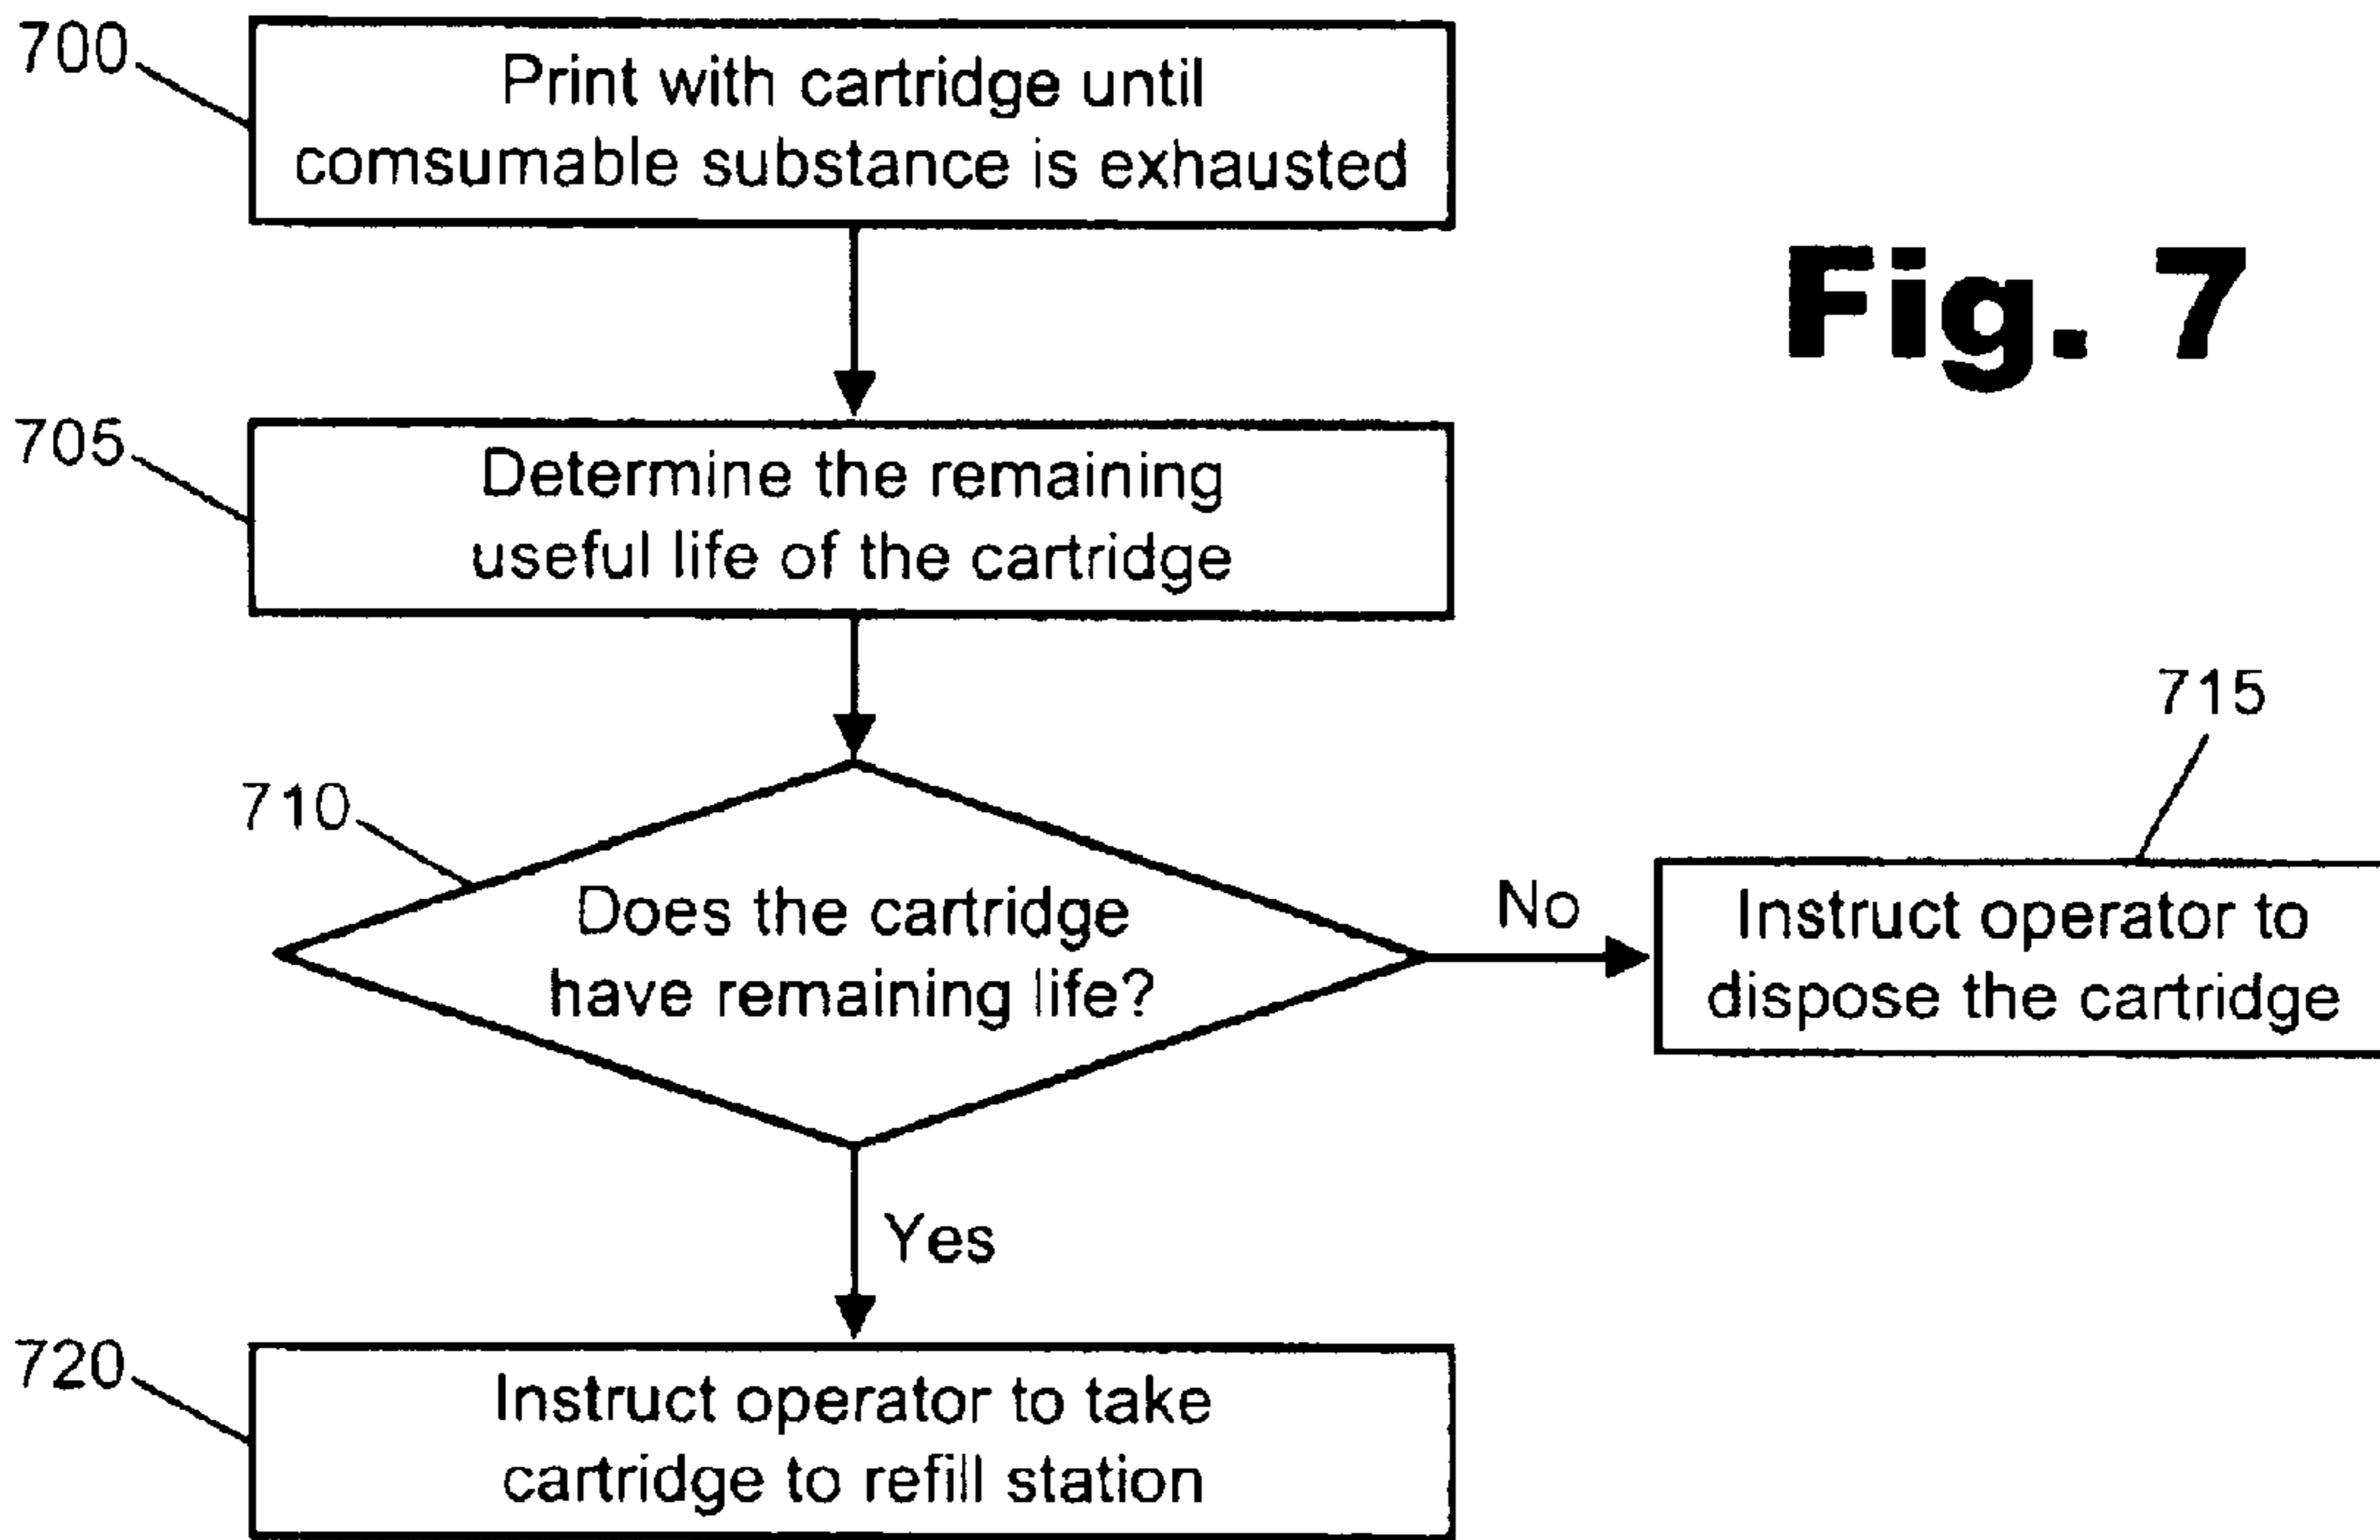 700
Print with cartridge until
comsumable substance is exhausted
Fig. 7
705
Determine the remaining
useful life of the cartridge
710
Does the cartridge
have remaining life?
No
715
Instruct operator to
dispose the cartridge
Yes
720
Instruct operator to take
cartridge to refill station